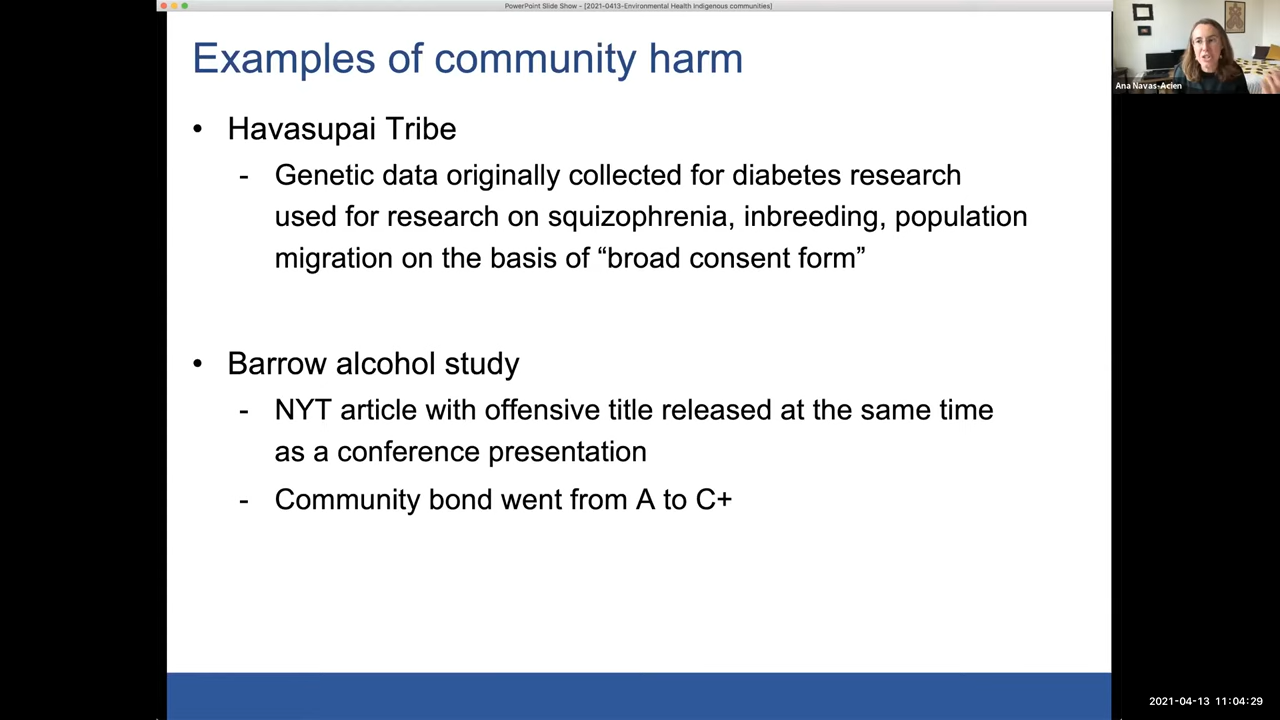 PowerPoint Slide Show - [2021-0413-Environmental Health Indigenous communities]
Examples of community harm
• Havasupai Tribe
- Genetic data originally collected for diabetes research
used for research on squizophrenia, inbreeding, population
migration on the basis of “broad consent form”
• Barrow alcohol study
- NYT article with offensive title released at the same time
as a conference presentation
- Community bond went from A to C+
Ana Navas-Acien
2021-04-13 11:04:29